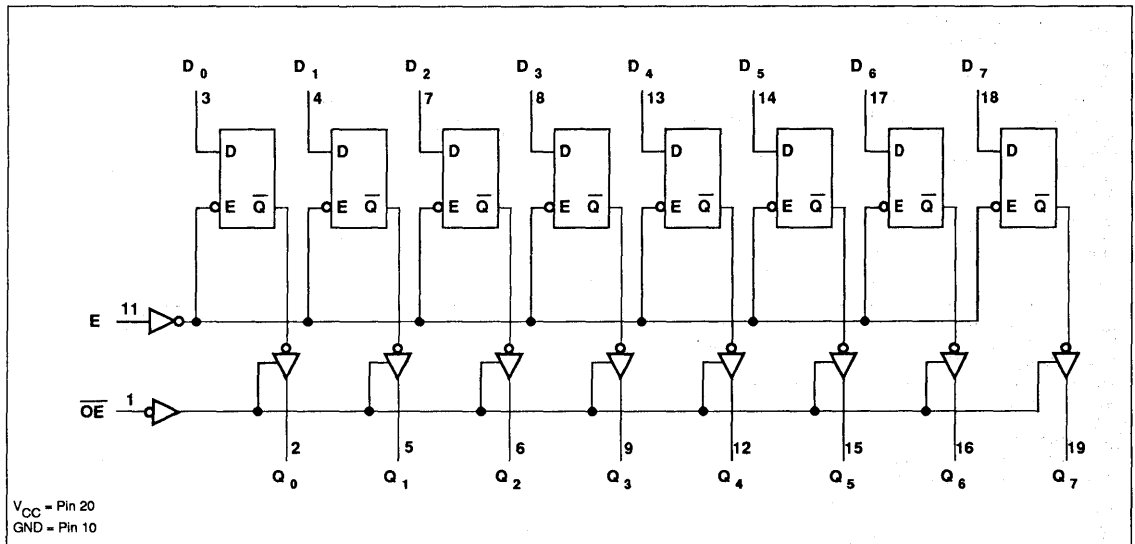 D0 D1 D2 D3 D4 D5 D6 D7
3 4 7 8 13 14 17 18
D D D D D D D D
E Q̅ E Q̅ E Q̅ E Q̅ E Q̅ E Q̅ E Q̅ E Q̅
E 11
O̅E̅ 1
2 5 6 9 12 15 16 19
Q0 Q1 Q2 Q3 Q4 Q5 Q6 Q7
VCC = Pin 20
GND = Pin 10